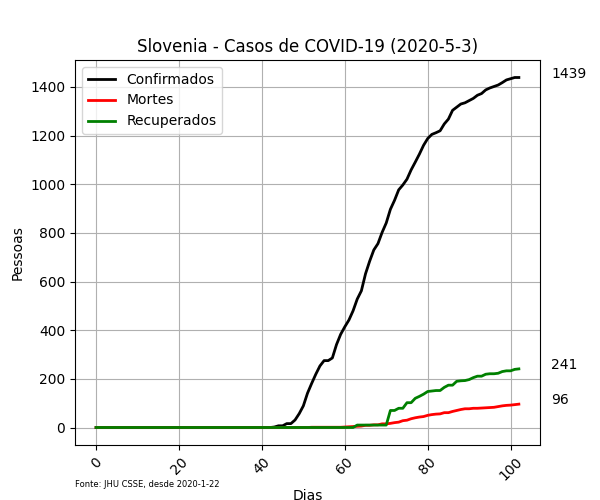 Slovenia - Casos de COVID-19 (2020-5-3)
Confirmados
Mortes
Recuperados
1439
241
96
Pessoas
1400
1200
1000
800
600
400
200
0
0
20
40
60
80
100
Fonte: JHU CSSE, desde 2020-1-22
Dias